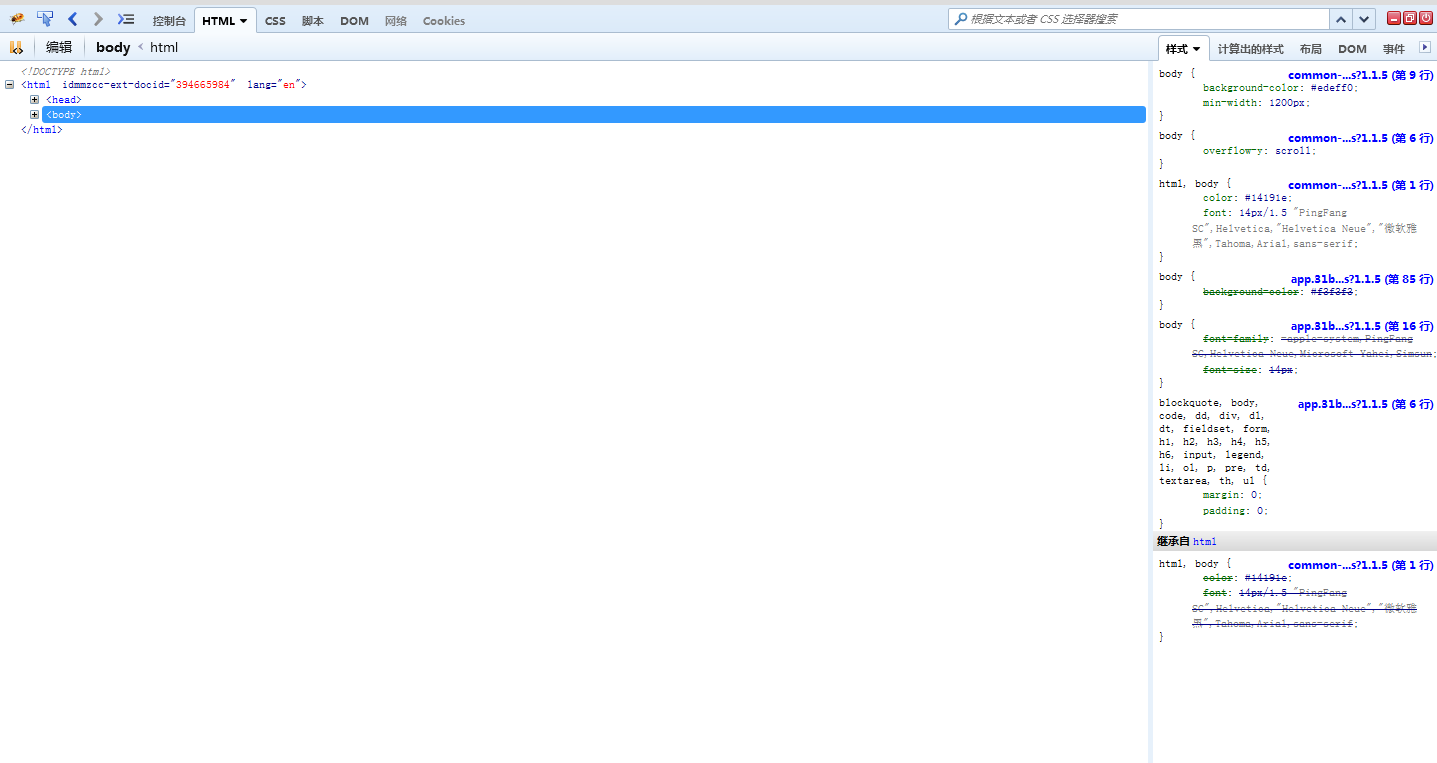 控制台 HTML CSS 脚本 DOM 网络 Cookies 根据文本或者 CSS 选择器搜索
编辑 body < html
样式 计算出的样式 布局 DOM 事件
<!DOCTYPE html>
<html idmmzcc-ext-docid="394665984" lang="en">
<head>
<body>
</html>
body { common-...s?1.1.5 (第 9 行)
background-color: #edeff0;
min-width: 1200px;
}
body { common-...s?1.1.5 (第 6 行)
overflow-y: scroll;
}
html, body { common-...s?1.1.5 (第 1 行)
color: #14191e;
font: 14px/1.5 "PingFang
SC",Helvetica,"Helvetica Neue","微软雅
黑",Tahoma,Arial,sans-serif;
}
body { app.31b...s?1.1.5 (第 85 行)
background-color: #f3f3f3;
}
body { app.31b...s?1.1.5 (第 16 行)
font-family: -apple-system,PingFang
SC,Helvetica Neue,Microsoft Yahei,Simsun;
font-size: 14px;
}
blockquote, body, app.31b...s?1.1.5 (第 6 行)
code, dd, div, dl,
dt, fieldset, form,
h1, h2, h3, h4, h5,
h6, input, legend,
li, ol, p, pre, td,
textarea, th, ul {
margin: 0;
padding: 0;
}
继承自 html
html, body { common-...s?1.1.5 (第 1 行)
color: #14191e;
font: 14px/1.5 "PingFang
SC",Helvetica,"Helvetica Neue","微软雅
黑",Tahoma,Arial,sans-serif;
}